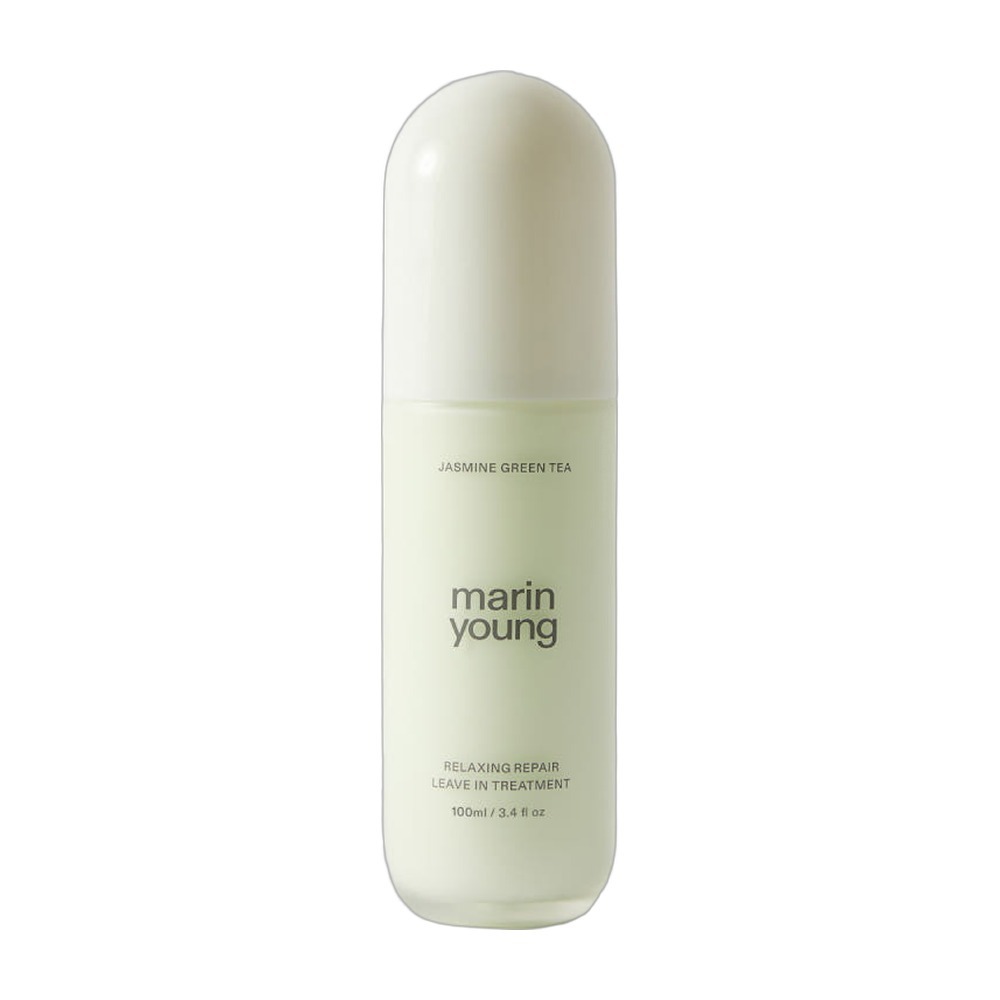 JASMINE GREEN TEA
marin
young
RELAXING REPAIR
LEAVE IN TREATMENT
100ml / 3.4 fl oz